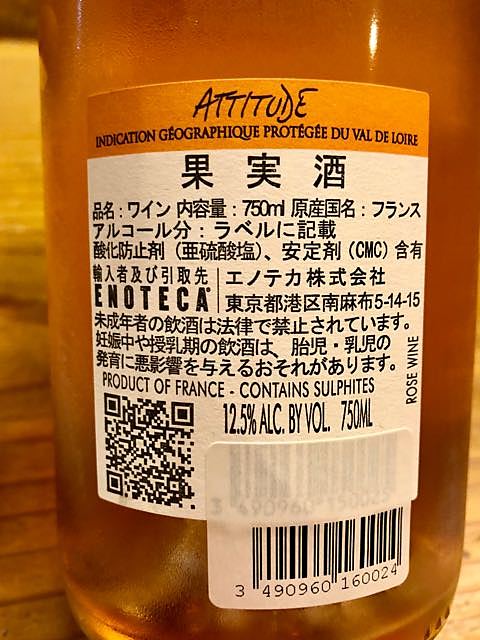 ATTITUDE
INDICATION GÉOGRAPHIQUE PROTÉGÉE DU VAL DE LOIRE
果実酒
品名：ワイン 内容量：750ml 原産国名：フランス
アルコール分：ラベルに記載
酸化防止剤（亜硫酸塩）、安定剤（CMC）含有
輸入者及び引取先
ENOTECA
エノテカ株式会社
東京都港区南麻布5-14-15
未成年者の飲酒は法律で禁止されています。
妊娠中や授乳期の飲酒は、胎児・乳児の
発育に悪影響を与えるおそれがあります。
PRODUCT OF FRANCE - CONTAINS SULPHITES
ROSE WINE
12.5% ALC. BY VOL. 750ML
3 490960 160024